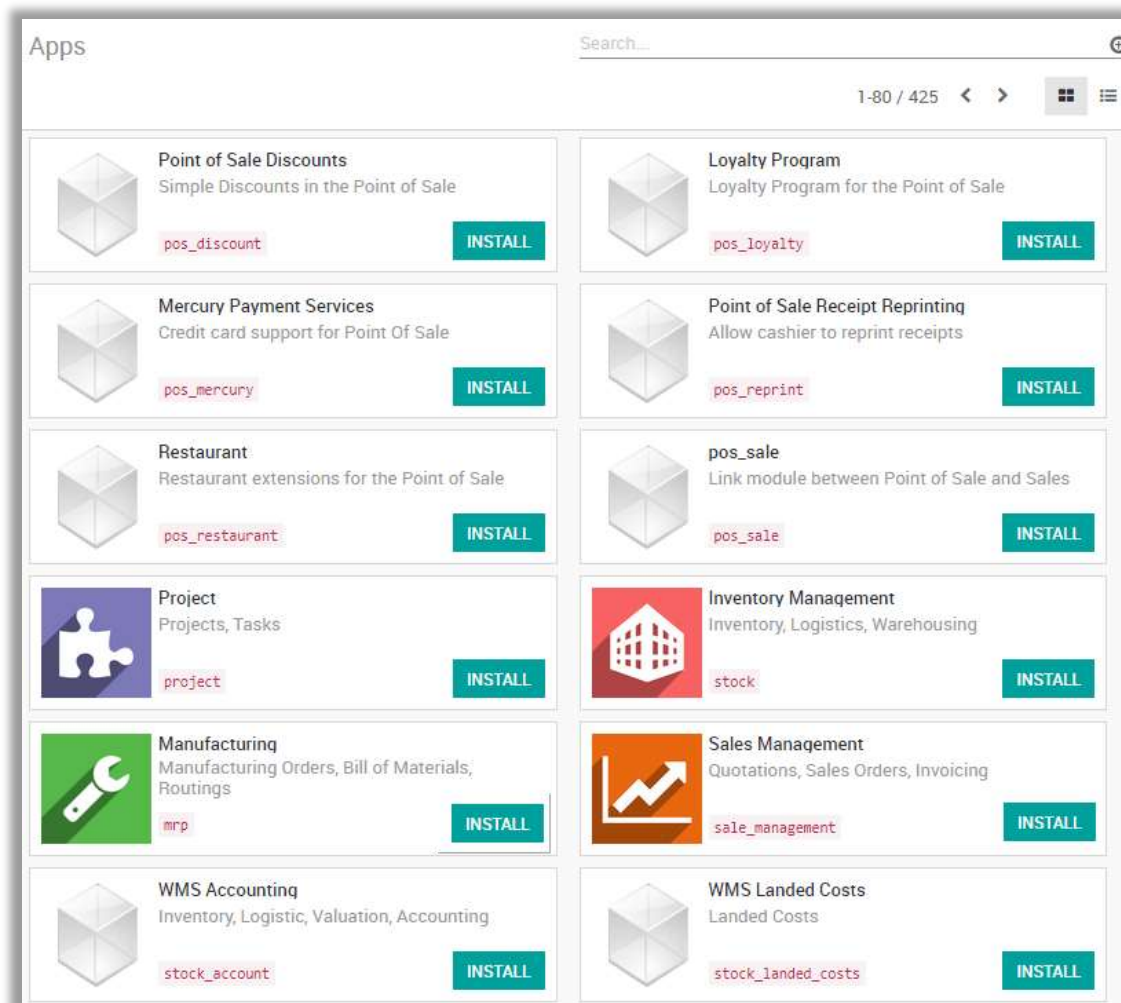 Apps
Search...
1-80 / 425
Point of Sale Discounts
Simple Discounts in the Point of Sale
pos_discount
INSTALL
Loyalty Program
Loyalty Program for the Point of Sale
pos_loyalty
INSTALL
Mercury Payment Services
Credit card support for Point Of Sale
pos_mercury
INSTALL
Point of Sale Receipt Reprinting
Allow cashier to reprint receipts
pos_reprint
INSTALL
Restaurant
Restaurant extensions for the Point of Sale
pos_restaurant
INSTALL
pos_sale
Link module between Point of Sale and Sales
pos_sale
INSTALL
Project
Projects, Tasks
project
INSTALL
Inventory Management
Inventory, Logistics, Warehousing
stock
INSTALL
Manufacturing
Manufacturing Orders, Bill of Materials,
Routings
mrp
INSTALL
Sales Management
Quotations, Sales Orders, Invoicing
sale_management
INSTALL
WMS Accounting
Inventory, Logistic, Valuation, Accounting
stock_account
INSTALL
WMS Landed Costs
Landed Costs
stock_landed_costs
INSTALL